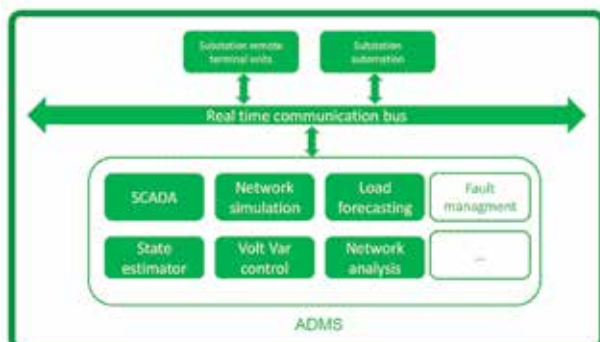 Substation remote
terminal units
Substation
automation
Real time communication bus
SCADA
Network
simulation
Load
forecasting
Fault
managment
State
estimator
Volt Var
control
Network
analysis
...
ADMS